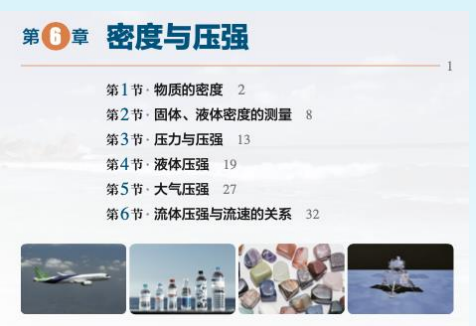 第6章 密度与压强
1
第1节·物质的密度 2
第2节·固体、液体密度的测量 8
第3节·压力与压强 13
第4节·液体压强 19
第5节·大气压强 27
第6节·流体压强与流速的关系 32